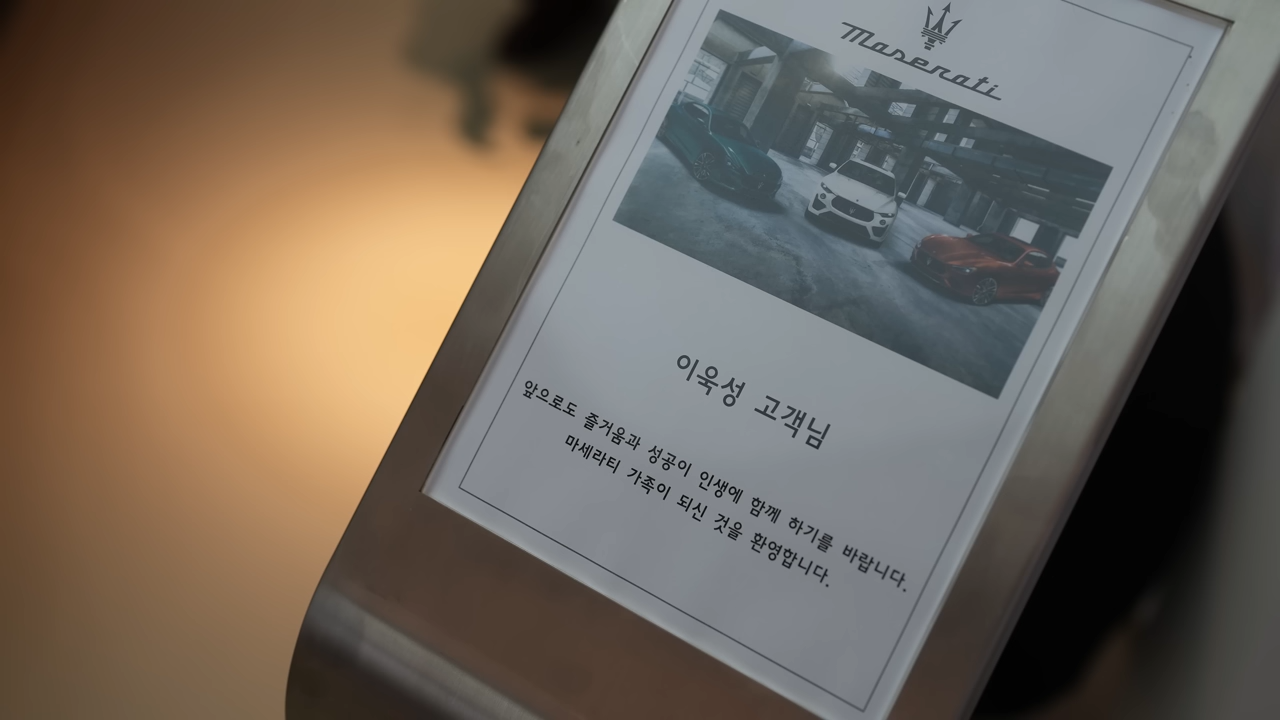 Maserati
이욱성 고객님
앞으로도 즐거움과 성공이 인생에 함께 하기를 바랍니다.
마세라티 가족이 되신 것을 환영합니다.